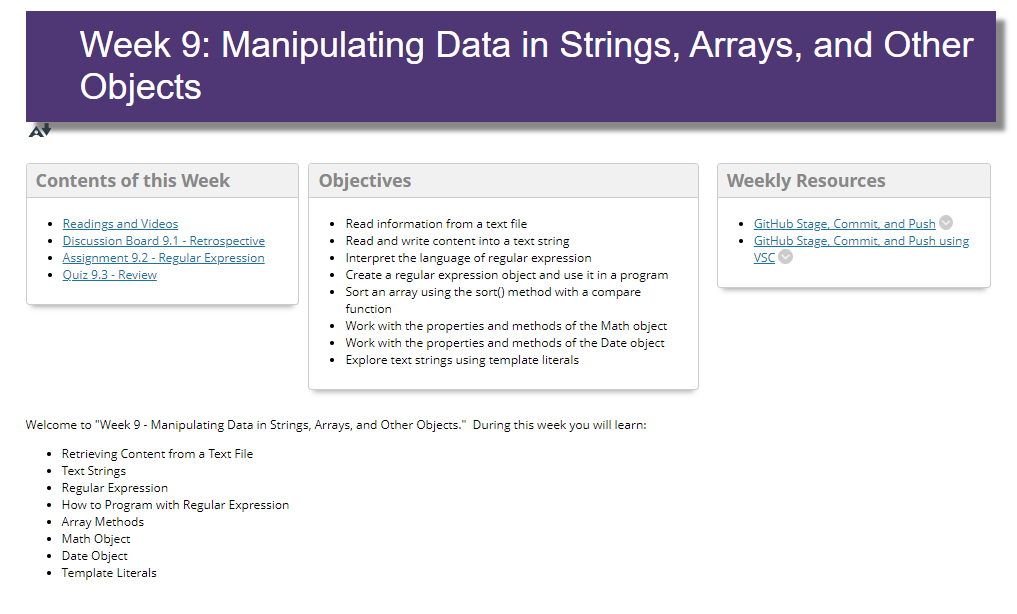 Week 9: Manipulating Data in Strings, Arrays, and Other
Objects
Contents of this Week
Readings and Videos
Discussion Board 9.1 - Retrospective
Assignment 9.2 - Regular Expression
Quiz 9.3 - Review
Objectives
Read information from a text file
Read and write content into a text string
Interpret the language of regular expression
Create a regular expression object and use it in a program
Sort an array using the sort() method with a compare
function
Work with the properties and methods of the Math object
Work with the properties and methods of the Date object
Explore text strings using template literals
Weekly Resources
GitHub Stage, Commit, and Push
GitHub Stage, Commit, and Push using
VSC
Welcome to "Week 9 - Manipulating Data in Strings, Arrays, and Other Objects."  During this week you will learn:
Retrieving Content from a Text File
Text Strings
Regular Expression
How to Program with Regular Expression
Array Methods
Math Object
Date Object
Template Literals